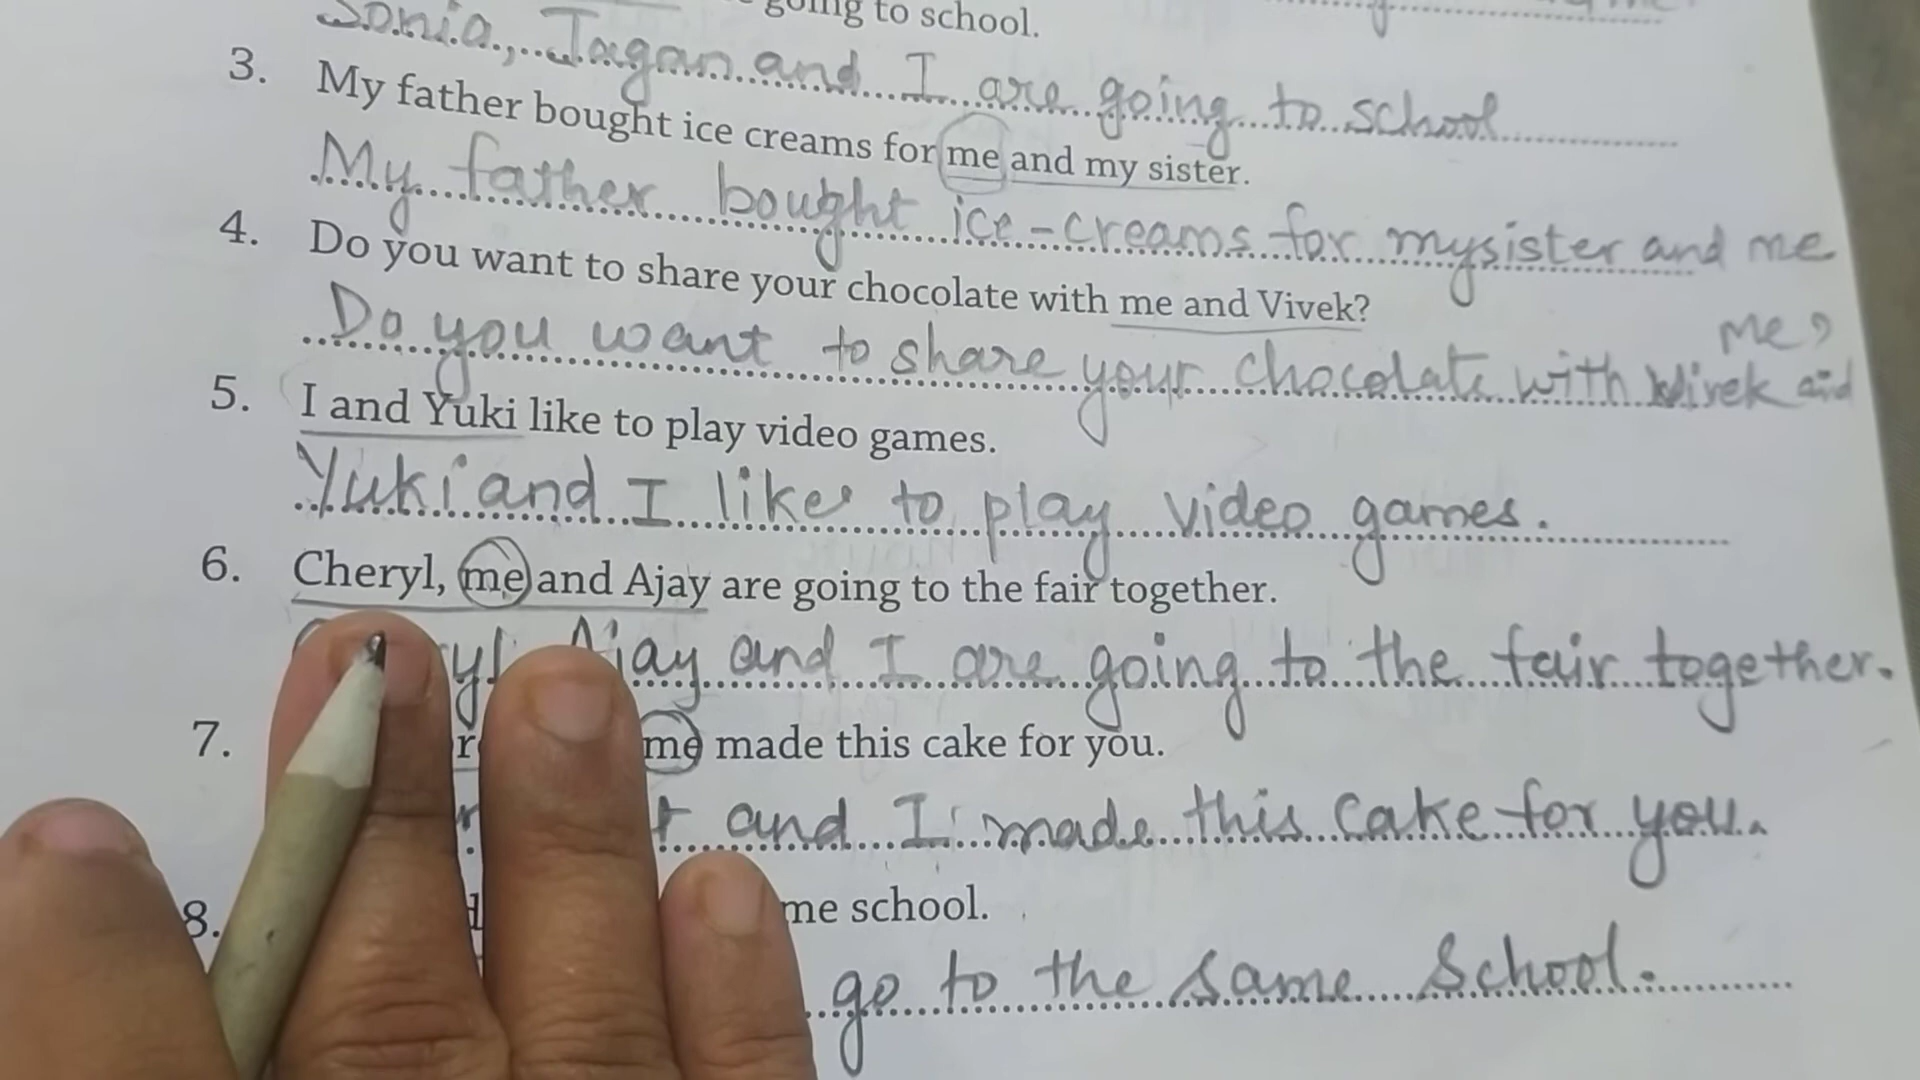 going to school.
Sonia, Jagan and I are going to school
3. My father bought ice creams for me and my sister.
My father bought ice-creams for my sister and me
4. Do you want to share your chocolate with me and Vivek?
me?
Do you want to share your chocolate with Vivek and
5. I and Yuki like to play video games.
Yuki and I like to play video games.
6. Cheryl, me and Ajay are going to the fair together.
Ajay and I are going to the fair together.
7. me made this cake for you.
and I made this cake for you.
8. school.
go to the same school.